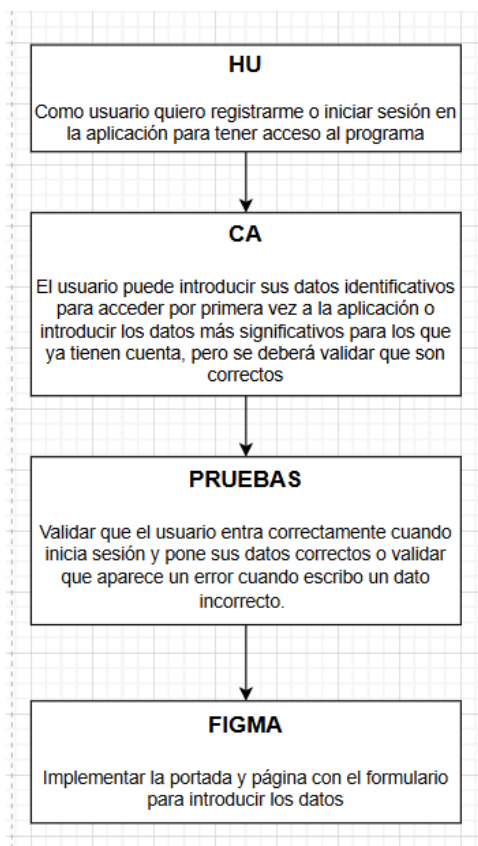 HU
Como usuario quiero registrarme o iniciar sesión en
la aplicación para tener acceso al programa
CA
El usuario puede introducir sus datos identificativos
para acceder por primera vez a la aplicación o
introducir los datos más significativos para los que
ya tienen cuenta, pero se deberá validar que son
correctos
PRUEBAS
Validar que el usuario entra correctamente cuando
inicia sesión y pone sus datos correctos o validar
que aparece un error cuando escribo un dato
incorrecto.
FIGMA
Implementar la portada y página con el formulario
para introducir los datos